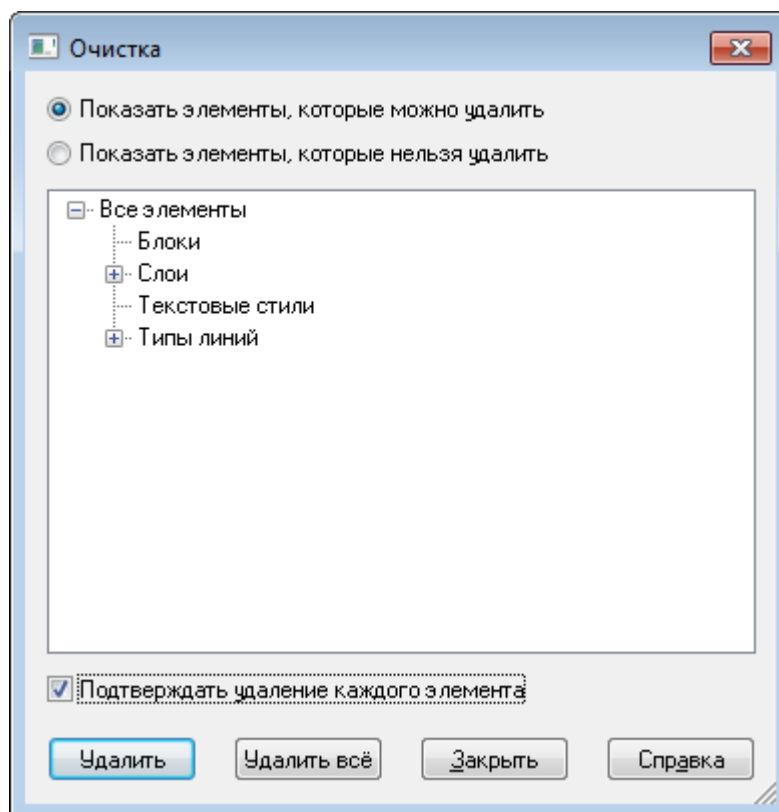 Очистка
Показать элементы, которые можно удалить
Показать элементы, которые нельзя удалить
Все элементы
Блоки
Слои
Текстовые стили
Типы линий
Подтверждать удаление каждого элемента
Удалить Удалить всё Закрыть Справка